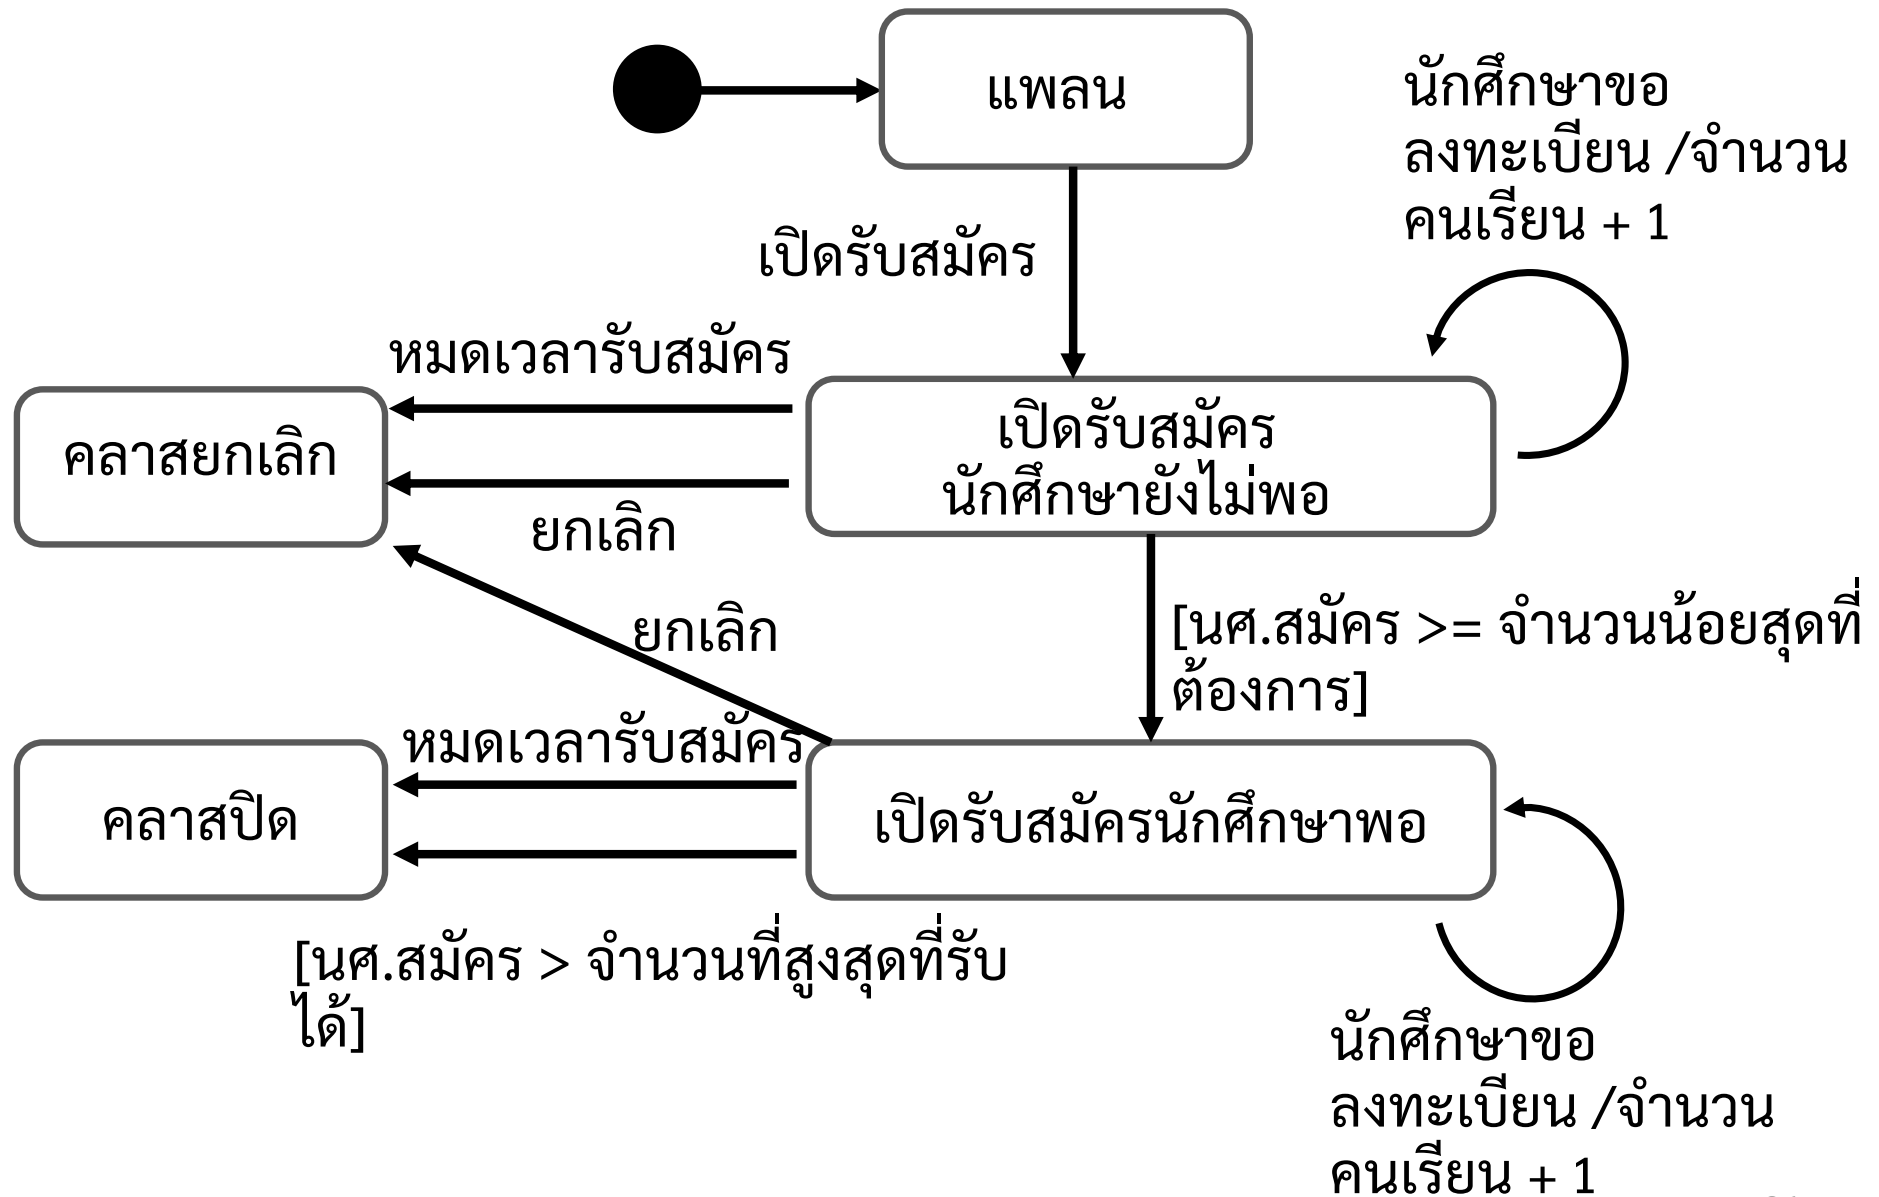 แพลน
นักศึกษาขอ
ลงทะเบียน /จำนวน
คนเรียน + 1
เปิดรับสมัคร
หมดเวลารับสมัคร
คลาสยกเลิก
เปิดรับสมัคร
นักศึกษายังไม่พอ
ยกเลิก
[นศ.สมัคร >= จำนวนน้อยสุดที่
ต้องการ]
ยกเลิก
หมดเวลารับสมัคร
คลาสปิด
เปิดรับสมัครนักศึกษาพอ
[นศ.สมัคร > จำนวนที่สูงสุดที่รับ
ได้]
นักศึกษาขอ
ลงทะเบียน /จำนวน
คนเรียน + 1